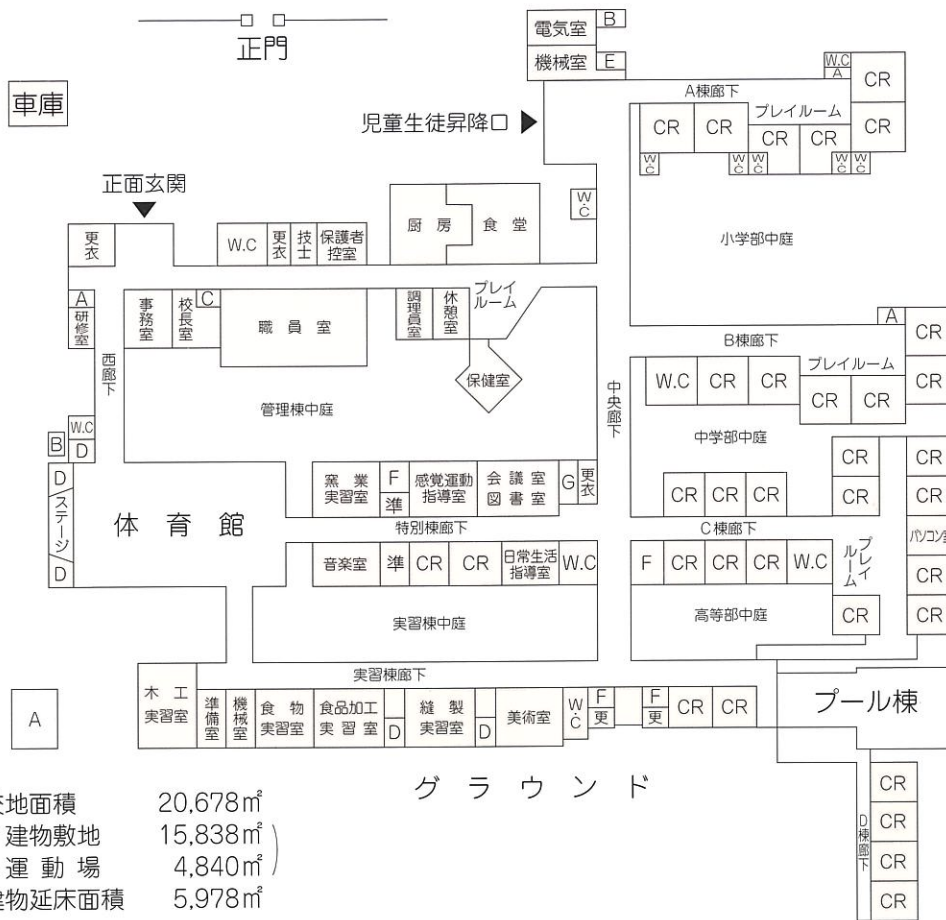 正門
車庫
児童生徒昇降口
正面玄関
電気室
B
機械室
E
A棟廊下
W.C
A
CR
CR
CR
CR
プレイルーム
CR
CR
W.C
W.C
W.C
W.C
W.C
W.C
小学部中庭
更衣
W.C
更衣
技士
保護者
控室
厨房
食堂
A
研修室
事務室
校長室
C
職員室
調理員室
休憩室
プレイ
ルーム
保健室
西廊下
管理棟中庭
中央廊下
B棟廊下
A
CR
CR
W.C
CR
CR
プレイルーム
CR
CR
中学部中庭
CR
CR
CR
CR
CR
CR
CR
B
W.C
D
D
ステージ
D
体育館
窯業
実習室
F
準
感覚運動
指導室
会議室
図書室
G
更衣
特別棟廊下
音楽室
準
CR
CR
日常生活
指導室
W.C
C棟廊下
F
CR
CR
CR
W.C
プレイ
ルーム
CR
パソコン室
CR
CR
実習棟中庭
高等部中庭
実習棟廊下
木工
実習室
準備室
機械室
食物
実習室
食品加工
実習室
D
縫製
実習室
D
美術室
W.C
F
更
F
更
CR
CR
プール棟
A
グラウンド
D棟廊下
CR
CR
CR
CR
地面積 20,678㎡
建物敷地 15,838㎡
運動場 4,840㎡
物延床面積 5,978㎡